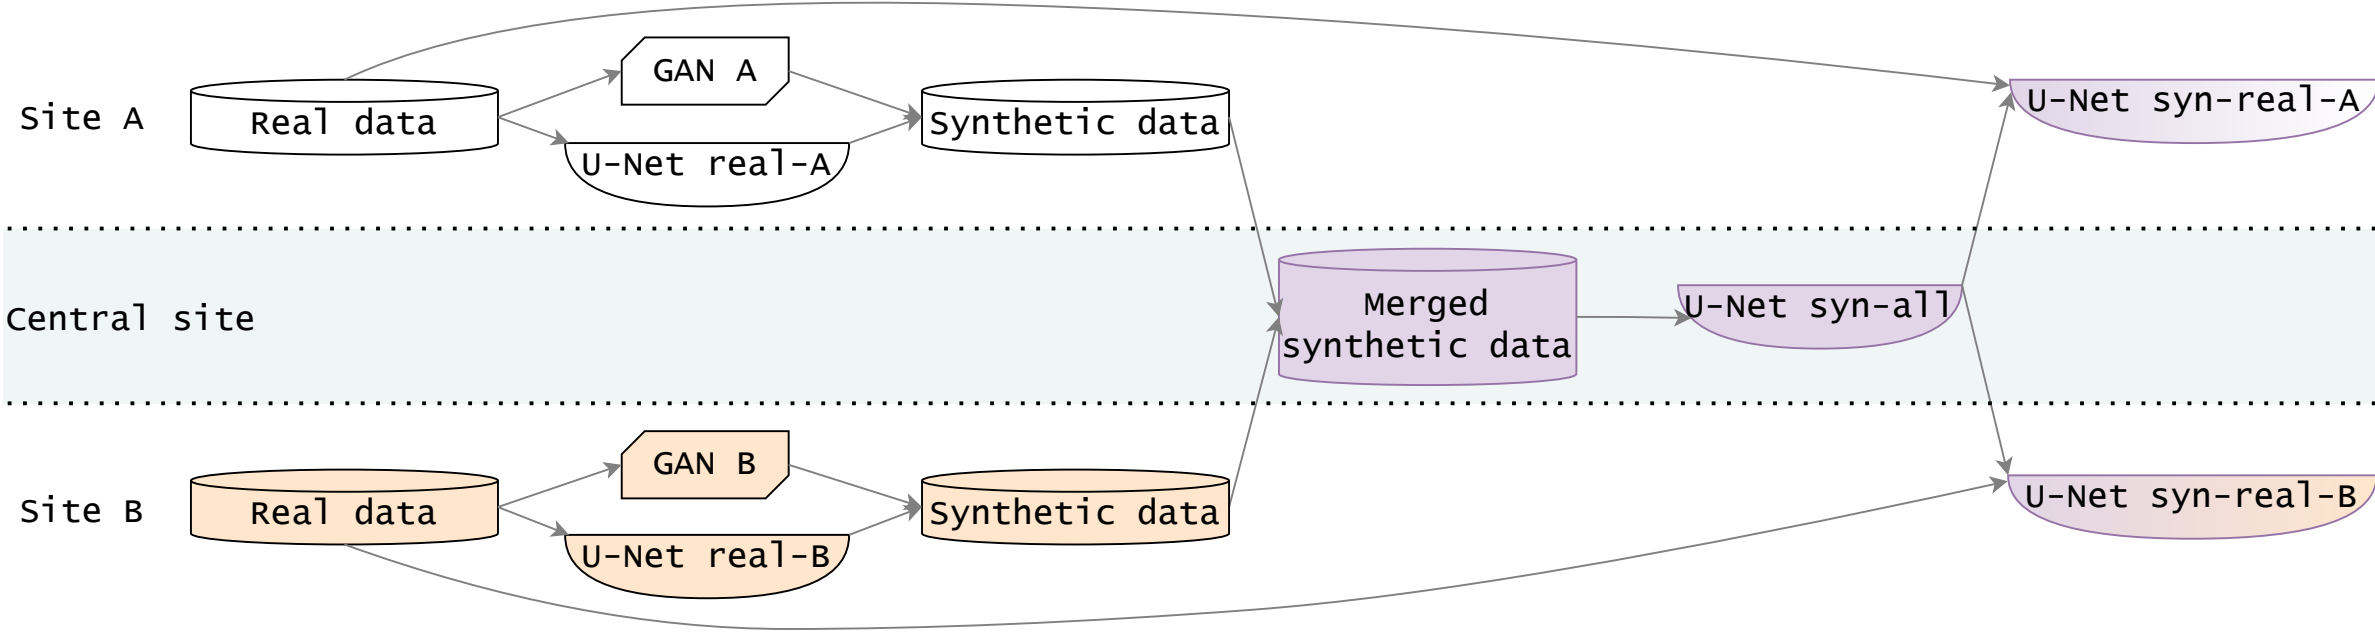 Site A
Real data
GAN A
U-Net real-A
Synthetic data
U-Net syn-real-A
Central site
Merged
synthetic data
U-Net syn-all
Site B
Real data
GAN B
U-Net real-B
Synthetic data
U-Net syn-real-B